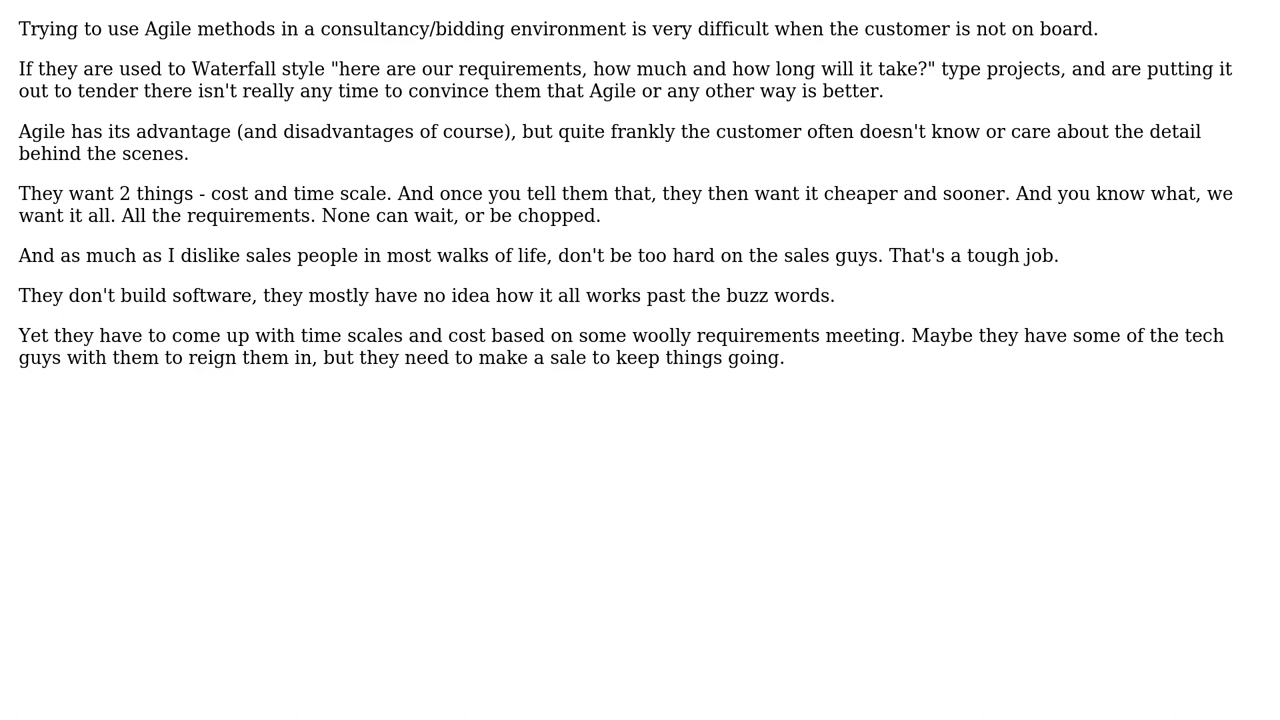 Trying to use Agile methods in a consultancy/bidding environment is very difficult when the customer is not on board.
If they are used to Waterfall style "here are our requirements, how much and how long will it take?" type projects, and are putting it
out to tender there isn't really any time to convince them that Agile or any other way is better.
Agile has its advantage (and disadvantages of course), but quite frankly the customer often doesn't know or care about the detail
behind the scenes.
They want 2 things - cost and time scale. And once you tell them that, they then want it cheaper and sooner. And you know what, we
want it all. All the requirements. None can wait, or be chopped.
And as much as I dislike sales people in most walks of life, don't be too hard on the sales guys. That's a tough job.
They don't build software, they mostly have no idea how it all works past the buzz words.
Yet they have to come up with time scales and cost based on some woolly requirements meeting. Maybe they have some of the tech
guys with them to reign them in, but they need to make a sale to keep things going.